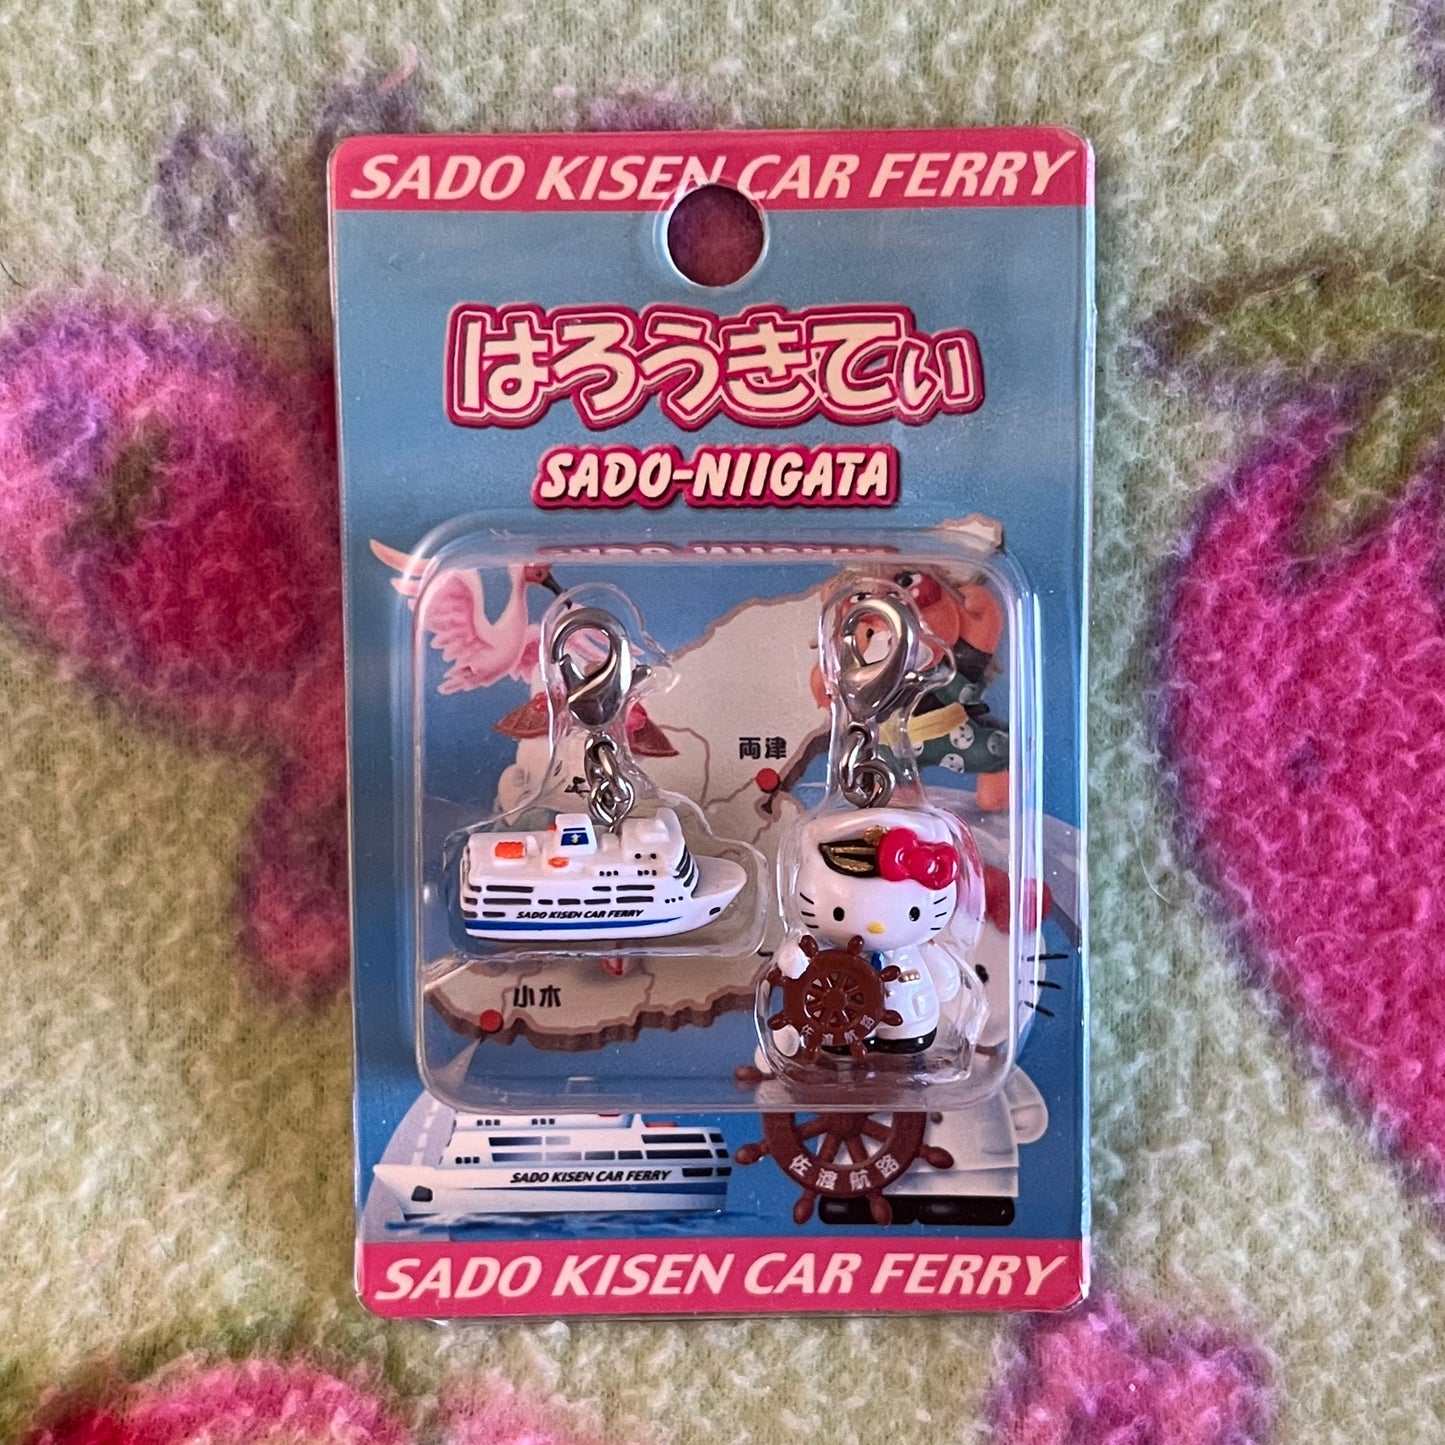 SADO KISEN CAR FERRY
はろうきてぃ
SADO-NIIGATA
両津
SADO KISEN CAR FERRY
小木
SADO KISEN CAR FERRY
佐渡航路
SADO KISEN CAR FERRY